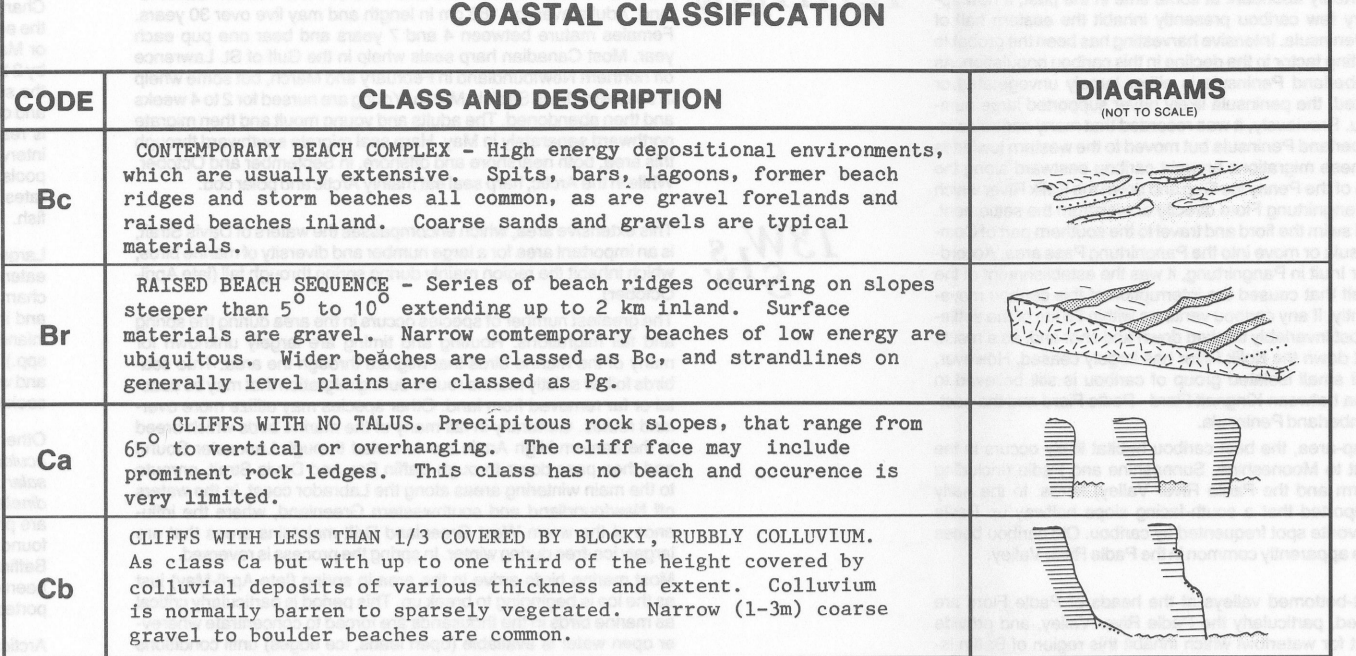 COASTAL CLASSIFICATION
CODE
CLASS AND DESCRIPTION
DIAGRAMS
(NOT TO SCALE)
Bc
CONTEMPORARY BEACH COMPLEX - High energy depositional environments,
which are usually extensive. Spits, bars, lagoons, former beach
ridges and storm beaches all common, as are gravel forelands and
raised beaches inland. Coarse sands and gravels are typical
materials.
Br
RAISED BEACH SEQUENCE - Series of beach ridges occurring on slopes
steeper than 5° to 10° extending up to 1 km inland. Surface
material is gravelly. Contemporary beaches of low energy are
ubiquitous. Wider beaches are classed as Bc, and strandlines on
generally level plains are classed as Pg.
Ca
CLIFFS WITH NO TALUS. Precipitous rock slopes, that range from
65° to vertical or overhanging. The cliff face may include
prominent rock ledges. This class has no beach and occurence is
very limited.
Cb
CLIFFS WITH LESS THAN 1/3 COVERED BY BLOCKY, RUBBLY COLLUVIUM.
As class Ca but with up to one third of the height covered by
colluvial deposits of various thickness and extent. Colluvium
is normally bare to sparsely vegetated. Narrow (1-3m) coarse
gravel to boulder beaches are common.